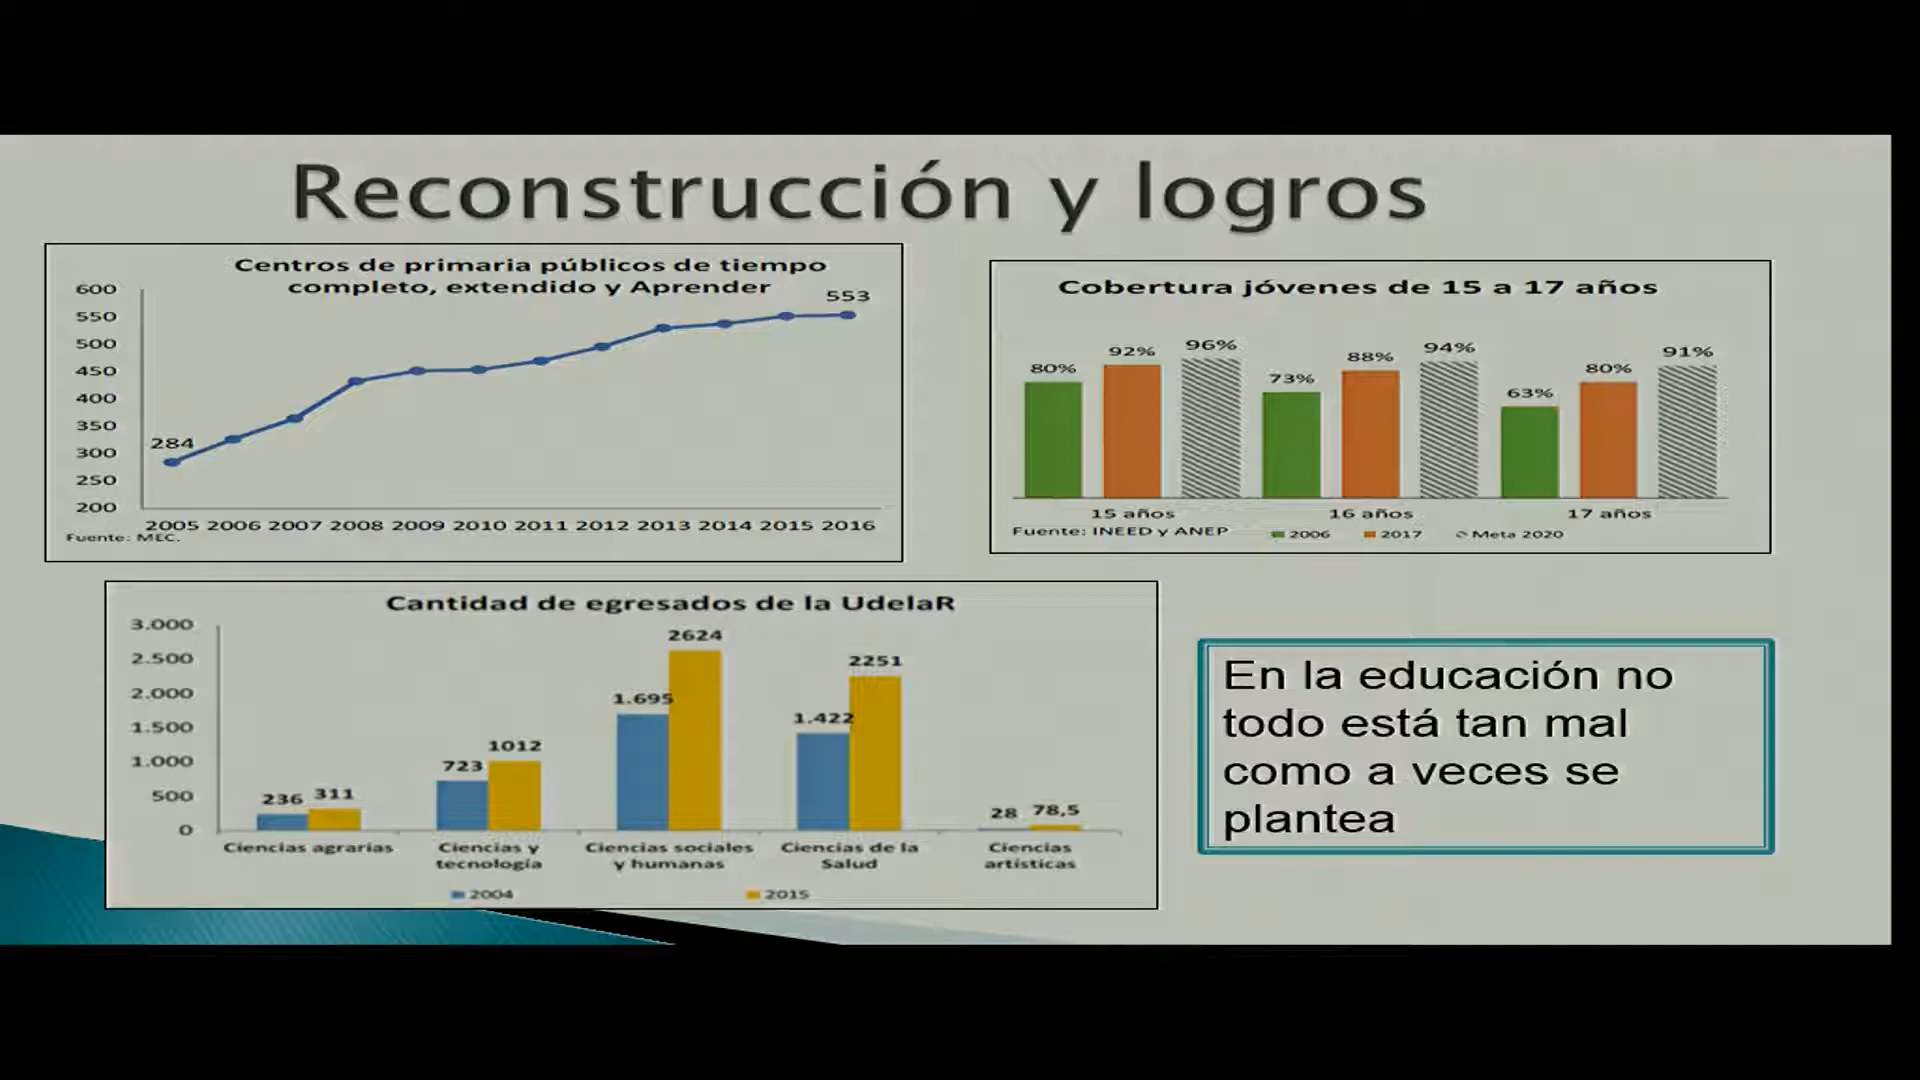 Reconstrucción y logros
Centros de primaria públicos de tiempo
completo, extendido y Aprender
600
550
500
450
400
350
300
250
200
284
553
2005 2006 2007 2008 2009 2010 2011 2012 2013 2014 2015 2016
Fuente: MEC.
Cobertura jóvenes de 15 a 17 años
80% 92% 96% 73% 88% 94% 63% 80% 91%
15 años 16 años 17 años
Fuente: INEED y ANEP 2006 2017 Meta 2020
Cantidad de egresados de la UdelaR
3.000
2.500
2.000
1.500
1.000
500
0
236 311 723 1012 1.695 2624 1.422 2251 28 78,5
Ciencias agrarias
Ciencias y
tecnología
Ciencias sociales
y humanas
Ciencias de la
Salud
Ciencias
artísticas
2004 2015
En la educación no
todo está tan mal
como a veces se
plantea